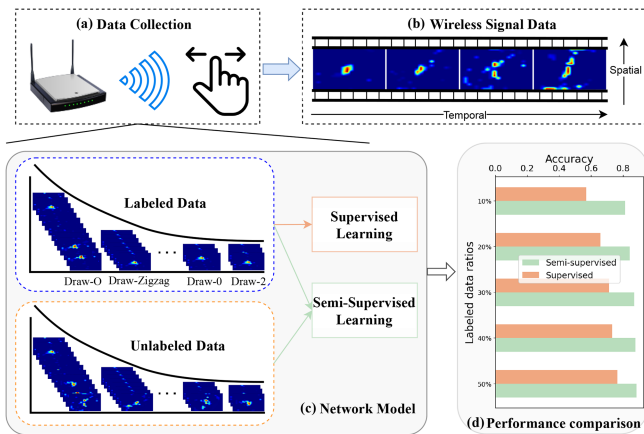 (a) Data Collection
(b) Wireless Signal Data
Spatial
Temporal
Labeled Data
Draw-O Draw-Zigzag Draw-0 Draw-2
Unlabeled Data
Supervised
Learning
Semi-Supervised
Learning
(c) Network Model
Accuracy
0.0 0.2 0.4 0.6 0.8
Labeled data ratios
10%
20%
30%
40%
50%
Semi-supervised
Supervised
(d) Performance comparison